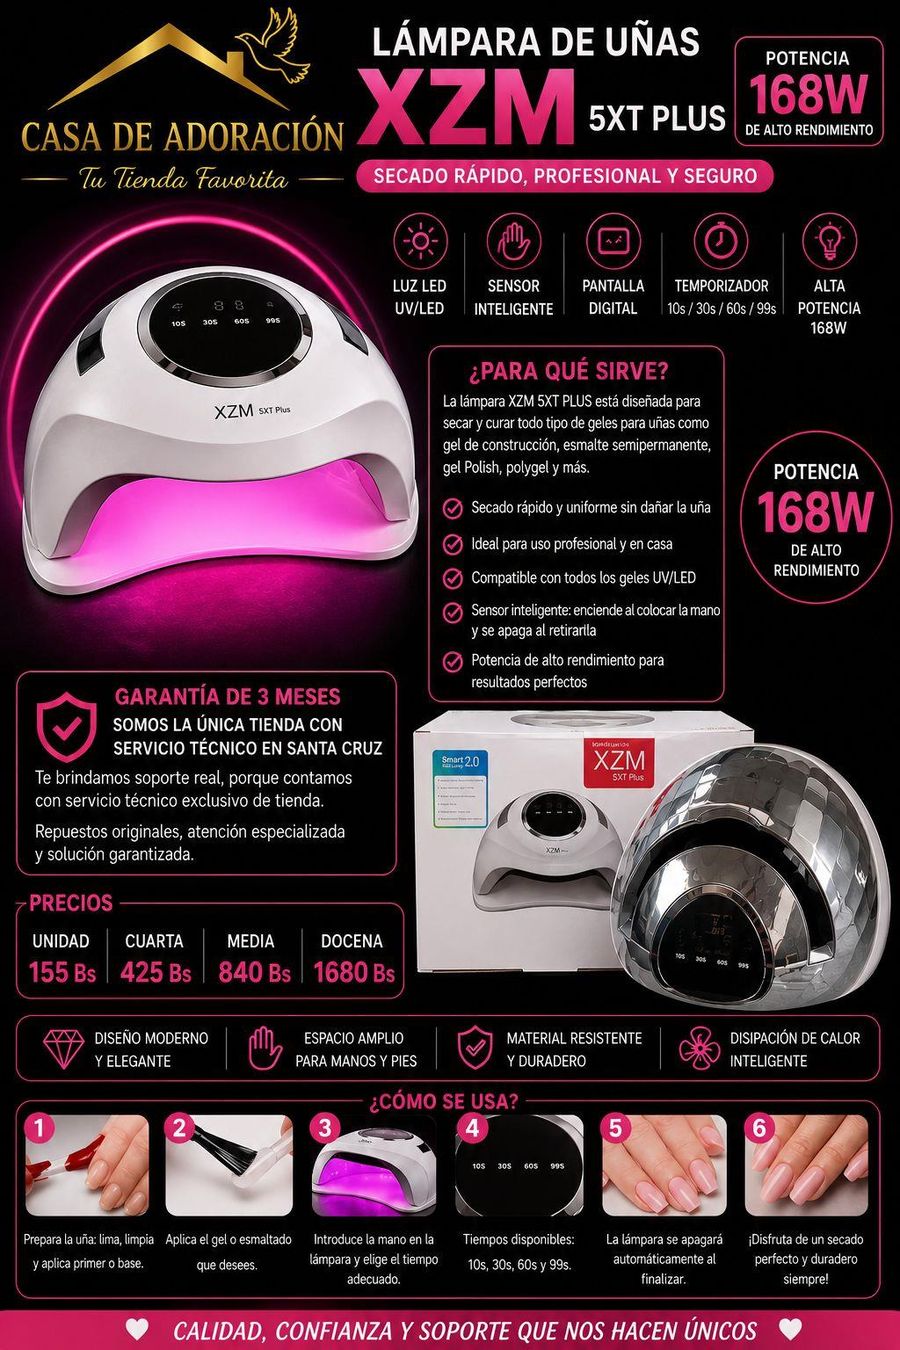 CASA DE ADORACIÓN
Tu Tienda Favorita
LÁMPARA DE UÑAS
XZM 5XT PLUS
SECADO RÁPIDO, PROFESIONAL Y SEGURO
POTENCIA
168W
DE ALTO RENDIMIENTO
LUZ LED
UV/LED
SENSOR
INTELIGENTE
PANTALLA
DIGITAL
TEMPORIZADOR
10s / 30s / 60s / 99s
ALTA
POTENCIA
168W
10S 30S 60S 99S
XZM 5XT Plus
¿PARA QUÉ SIRVE?
La lámpara XZM 5XT PLUS está diseñada para
secar y curar todo tipo de geles para uñas como
gel de construcción, esmalte semipermanente,
gel Polish, polygel y más.
Secado rápido y uniforme sin dañar la uña
Ideal para uso profesional y en casa
Compatible con todos los geles UV/LED
Sensor inteligente: enciende al colocar la mano
y se apaga al retirarlla
Potencia de alto rendimiento para
resultados perfectos
POTENCIA
168W
DE ALTO
RENDIMIENTO
GARANTÍA DE 3 MESES
SOMOS LA ÚNICA TIENDA CON
SERVICIO TÉCNICO EN SANTA CRUZ
Te brindamos soporte real, porque contamos
con servicio técnico exclusivo de tienda.
Repuestos originales, atención especializada
y solución garantizada.
Smart 2.0
XZM
5XT Plus
XZM
10S 30S 60S 99S
PRECIOS
UNIDAD
155 Bs
CUARTA
425 Bs
MEDIA
840 Bs
DOCENA
1680 Bs
DISEÑO MODERNO
Y ELEGANTE
ESPACIO AMPLIO
PARA MANOS Y PIES
MATERIAL RESISTENTE
Y DURADERO
DISIPACIÓN DE CALOR
INTELIGENTE
¿CÓMO SE USA?
1
Prepara la uña: lima, limpia
y aplica primer o base.
2
Aplica el gel o esmaltado
que desees.
3
Introduce la mano en la
lámpara y elige el tiempo
adecuado.
4
10S 30S 60S 99S
Tiempos disponibles:
10s, 30s, 60s y 99s.
5
La lámpara se apagará
automáticamente al
finalizar.
6
¡Disfruta de un secado
perfecto y duradero
siempre!
CALIDAD, CONFIANZA Y SOPORTE QUE NOS HACEN ÚNICOS